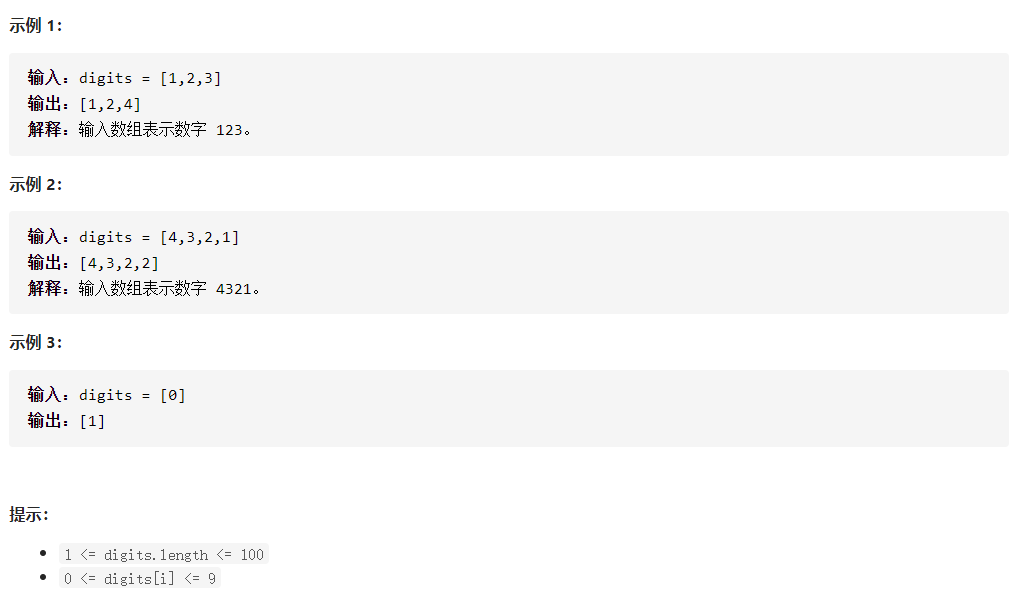 示例 1：
输入：digits = [1,2,3]
输出：[1,2,4]
解释：输入数组表示数字 123。
示例 2：
输入：digits = [4,3,2,1]
输出：[4,3,2,2]
解释：输入数组表示数字 4321。
示例 3：
输入：digits = [0]
输出：[1]
提示：
1 <= digits.length <= 100
0 <= digits[i] <= 9